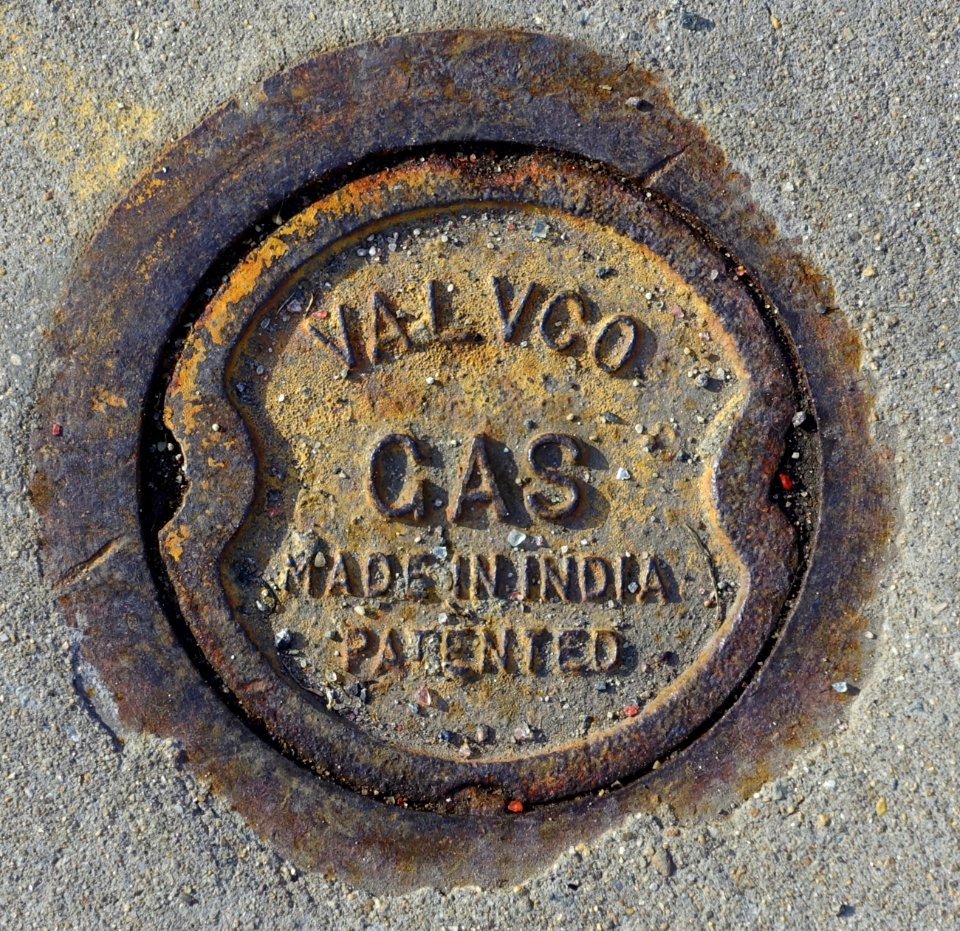 VALVCO
GAS
MADE IN INDIA
PATENTED